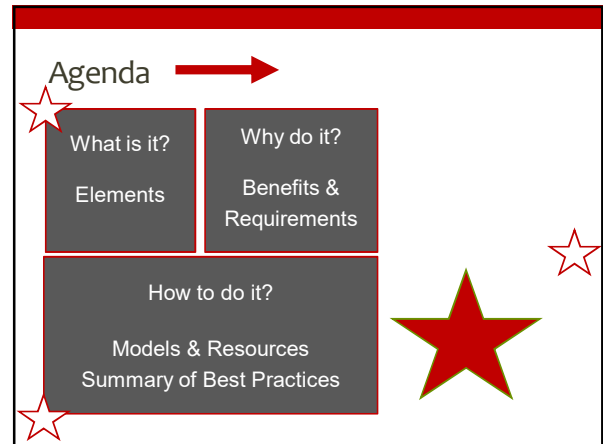 Agenda
What is it?
Elements
Why do it?
Benefits &
Requirements
How to do it?
Models & Resources
Summary of Best Practices